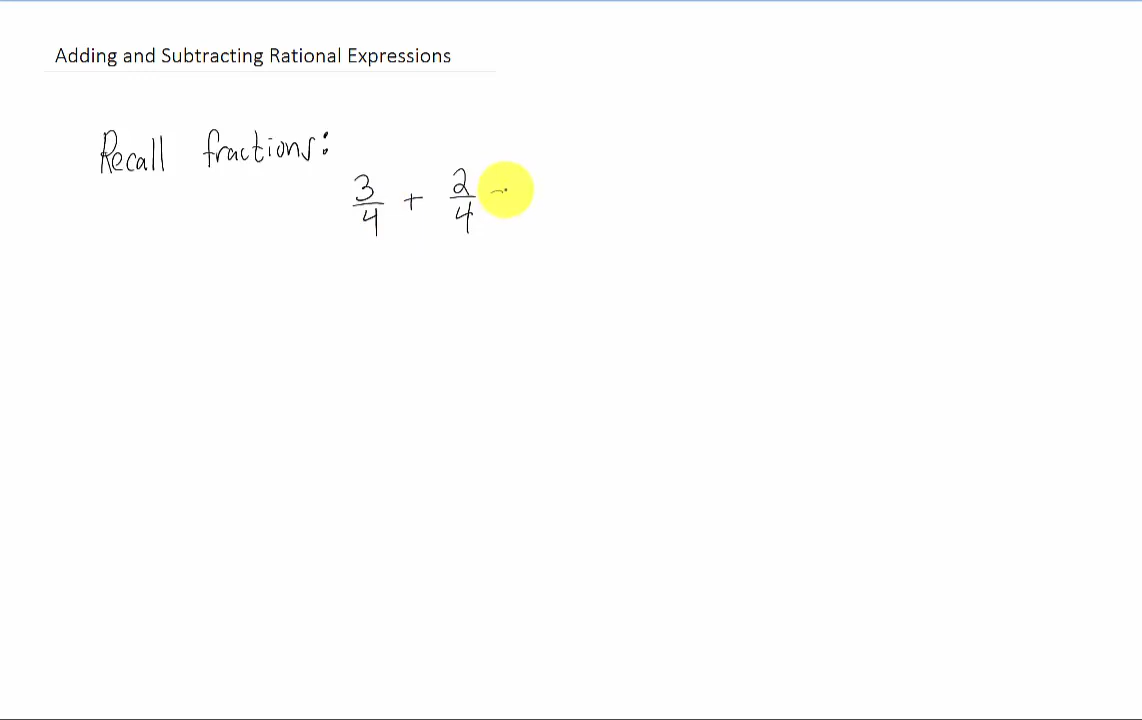 Adding and Subtracting Rational Expressions
Recall fractions:
3/4 + 2/4